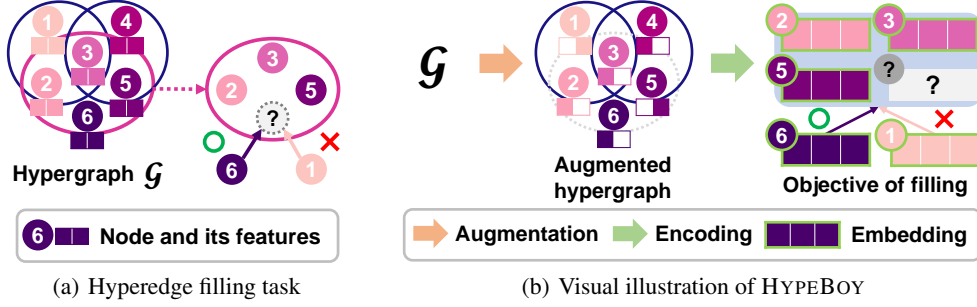 1
4
3
2
5
6
Hypergraph 𝒢
3
2
5
?
6
1
6 Node and its features
(a) Hyperedge filling task
𝒢
1
4
3
2
5
6
Augmented
hypergraph
2
3
5
?
?
6
1
Objective of filling
Augmentation
Encoding
Embedding
(b) Visual illustration of HYPEBOY